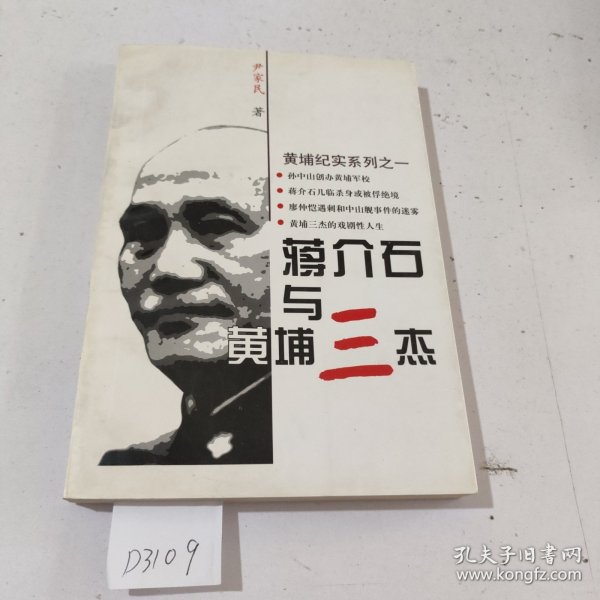 尹家民 著
黄埔纪实系列之一
● 孙中山创办黄埔军校
● 蒋介石几临杀身或被俘绝境
● 廖仲恺遇刺和中山舰事件的迷雾
● 黄埔三杰的戏剧性人生
蒋介石
与
黄埔三杰
D3109
孔夫子旧书网
www.kongfz.com